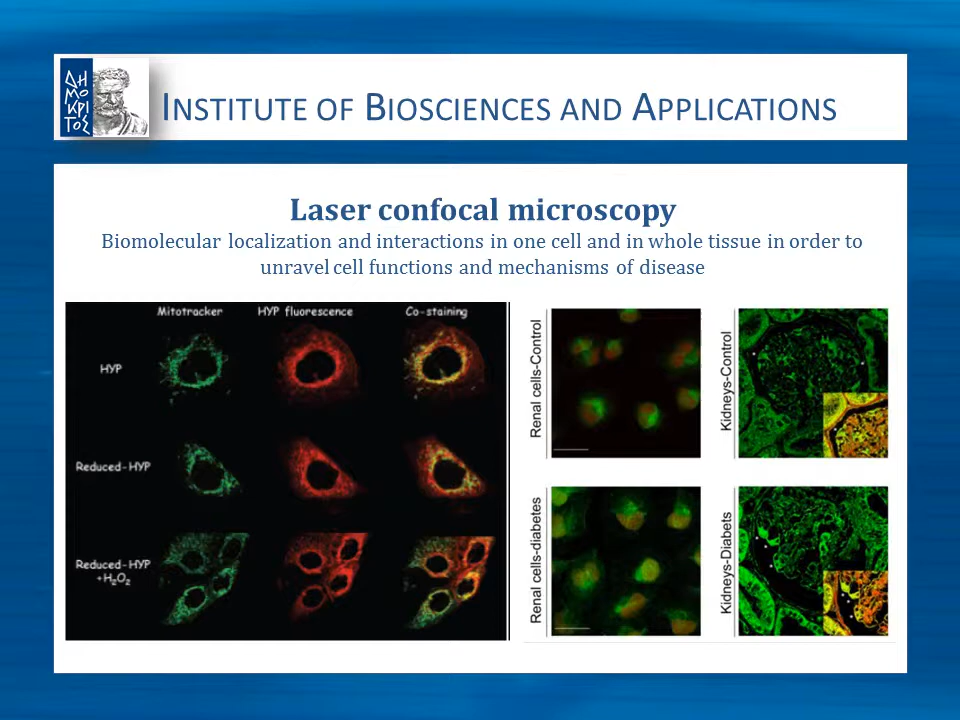 ΔΗ
ΜΟ
ΚΡΙ
ΤΟΣ
INSTITUTE OF BIOSCIENCES AND APPLICATIONS
Laser confocal microscopy
Biomolecular localization and interactions in one cell and in whole tissue in order to
unravel cell functions and mechanisms of disease
Mitotracker HYP fluorescence Co-staining
HYP
Reduced-HYP
Reduced-HYP
+H₂O₂
Renal cells-Control
Kidneys-Control
Renal cells-diabetes
Kidneys-Diabets